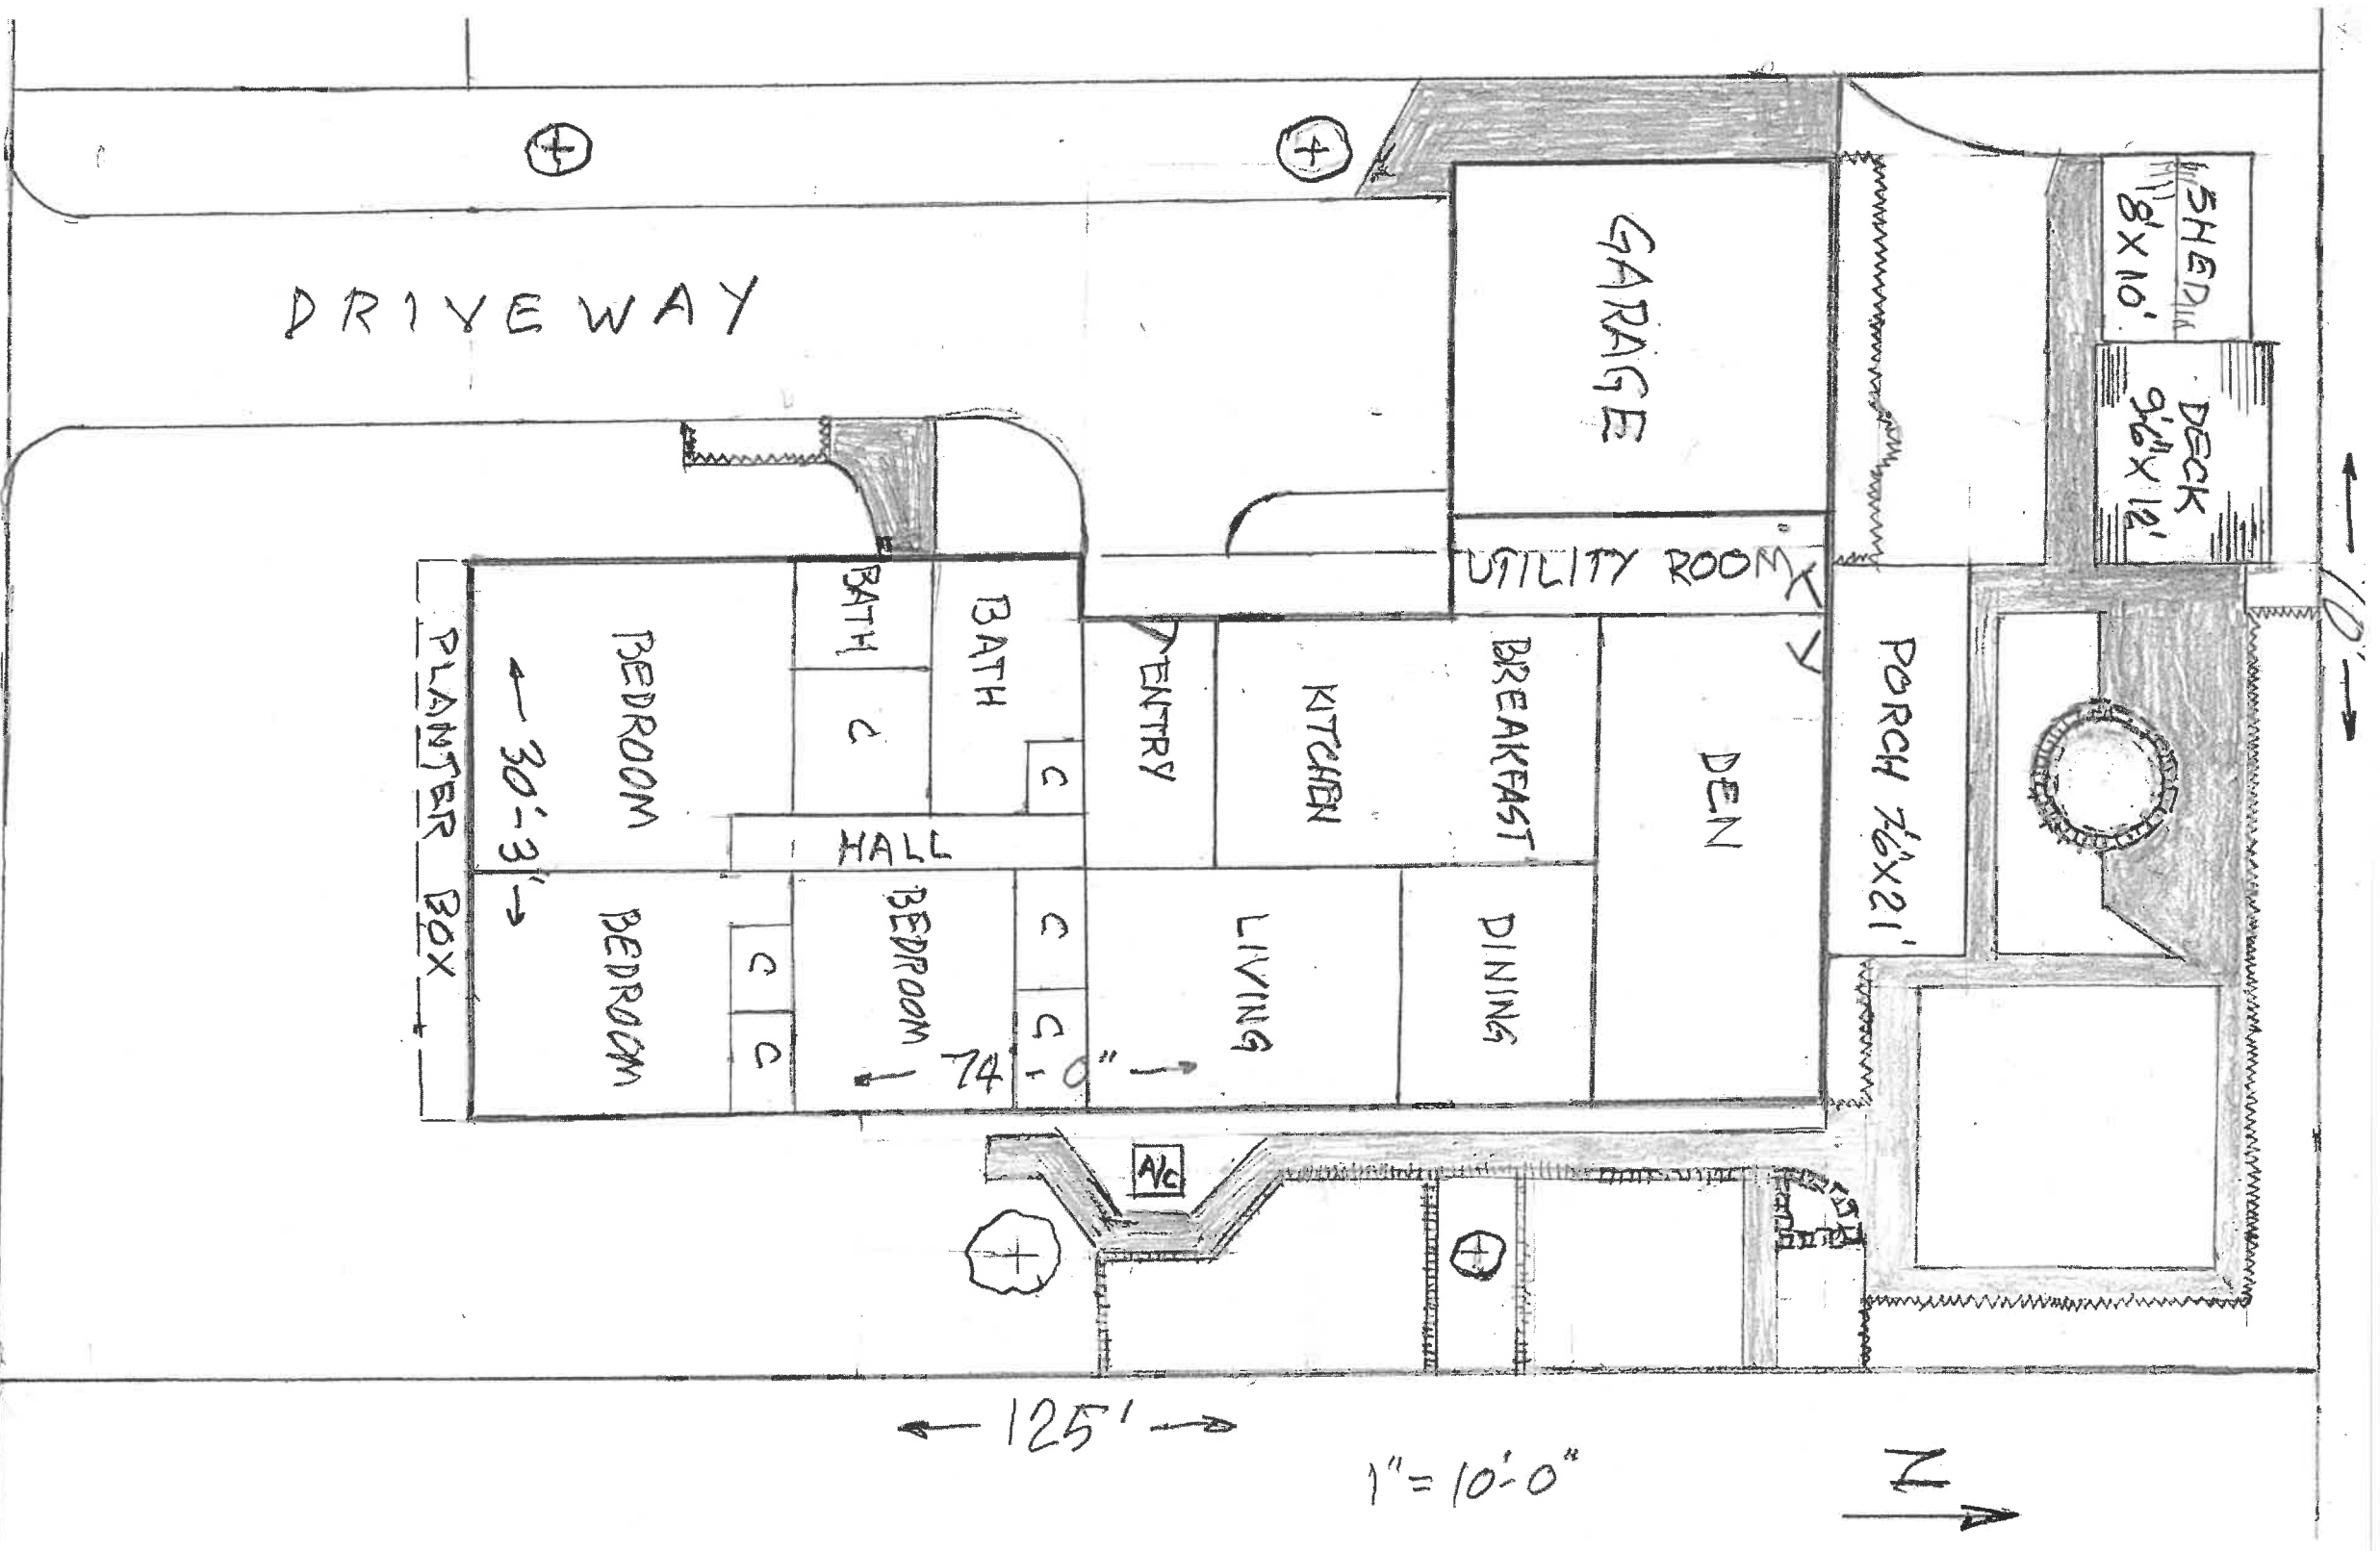 DRIVEWAY
GARAGE
SHED
8'X10'
DECK
9'6"X12'
UTILITY ROOM
PORCH 7'6"X21'
PLANTER BOX
BEDROOM
30'-3"
BATH
C
BATH
C
ENTRY
KITCHEN
BREAKFAST
DEN
HALL
BEDROOM
C
C
BEDROOM
C
C
LIVING
DINING
74'-0"
A/C
125'
1"=10'-0"
N